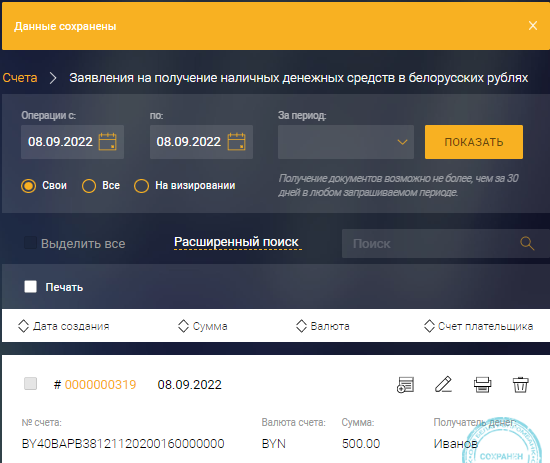 Данные сохранены ×
Счета > Заявления на получение наличных денежных средств в белорусских рублях
Операции с: по: За период:
08.09.2022 08.09.2022 ПОКАЗАТЬ
Свои Все На визировании
Получение документов возможно не более, чем за 30
дней в любом запрашиваемом периоде.
Выделить все Расширенный поиск Поиск
Печать
Дата создания Сумма Валюта Счет плательщика
# 0000000319 08.09.2022
№ счета: Валюта счета: Сумма: Получатель денег:
BY40BAPB38121120200160000000 BYN 500.00 Иванов
СОХРАНЕН